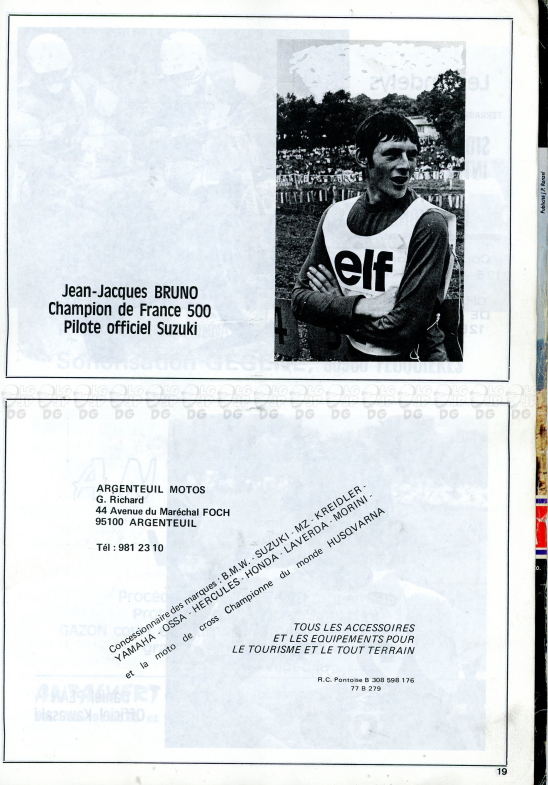 elf
Jean-Jacques BRUNO
Champion de France 500
Pilote officiel Suzuki
ARGENTEUIL MOTOS
G. Richard
44 Avenue du Maréchal FOCH
95100 ARGENTEUIL
Tél : 981 23 10
Concessionnaire des marques : B.M.W. - SUZUKI - MZ - KREIDLER -
YAMAHA - OSSA - HERCULES - HONDA - LAVERDA - MORINI -
et la moto de cross Championne du monde HUSQVARNA
TOUS LES ACCESSOIRES
ET LES EQUIPEMENTS POUR
LE TOURISME ET LE TOUT TERRAIN
R.C. Pontoise B 308 598 176
77 B 279
19